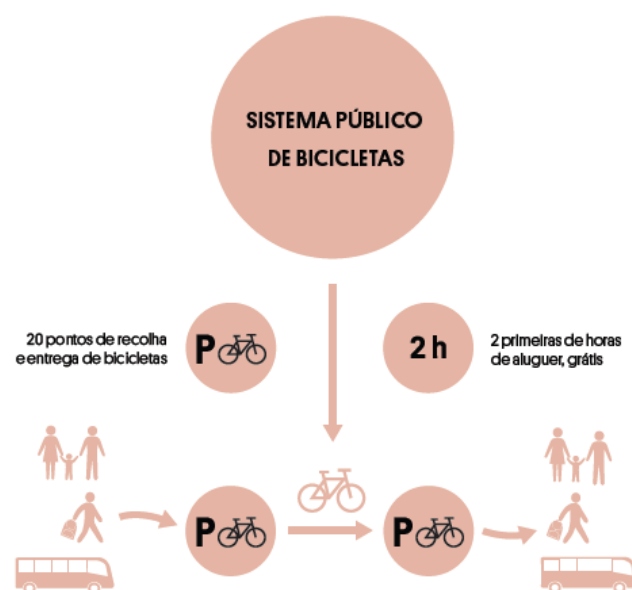 SISTEMA PÚBLICO
DE BICICLETAS
20 pontos de recolha
e entrega de bicicletas
P
2 h
2 primeiras de horas
de aluguer, grátis
P
P